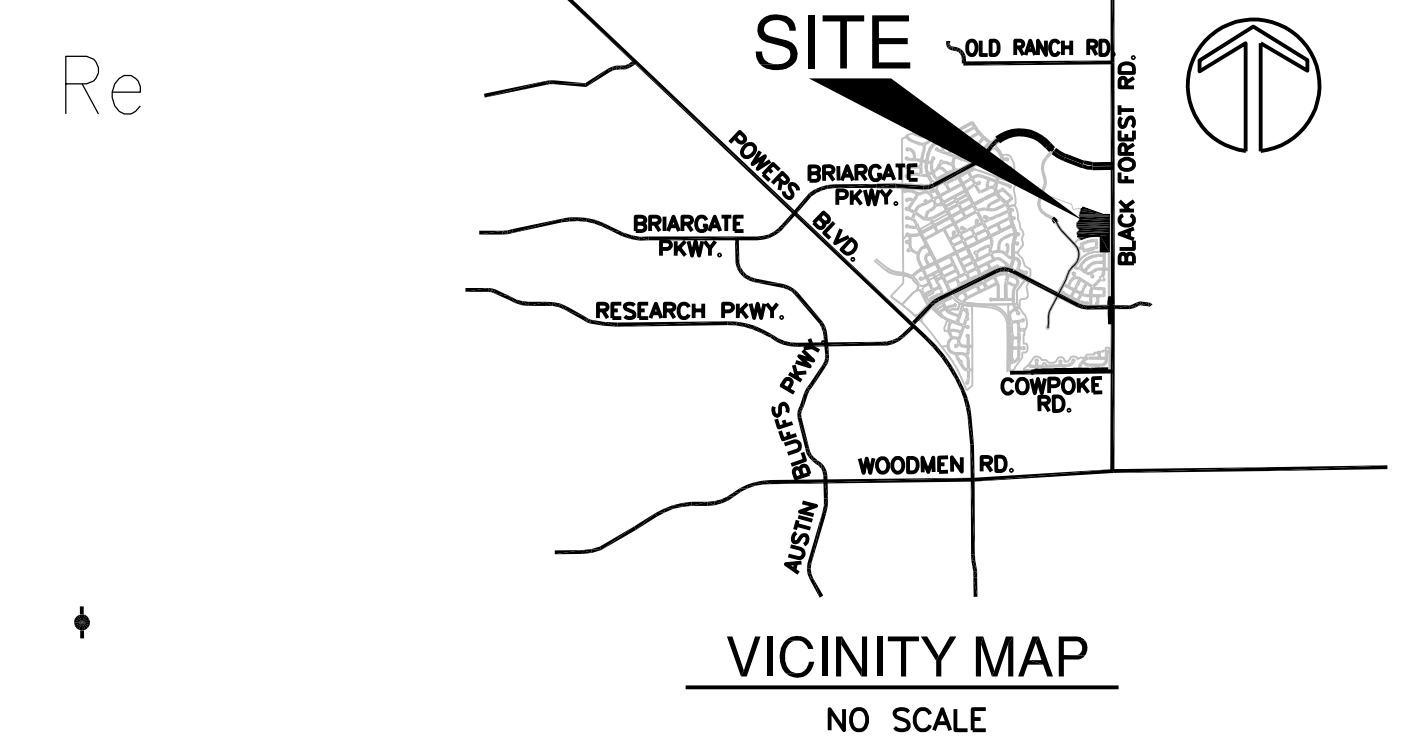 SITE
OLD RANCH RD.
Re
BLACK FOREST RD.
POWERS BLVD.
BRIARGATE
PKWY.
BRIARGATE
PKWY.
RESEARCH PKWY.
AUSTIN BLUFFS PKWY.
COWPOKE
RD.
WOODMEN RD.
VICINITY MAP
NO SCALE